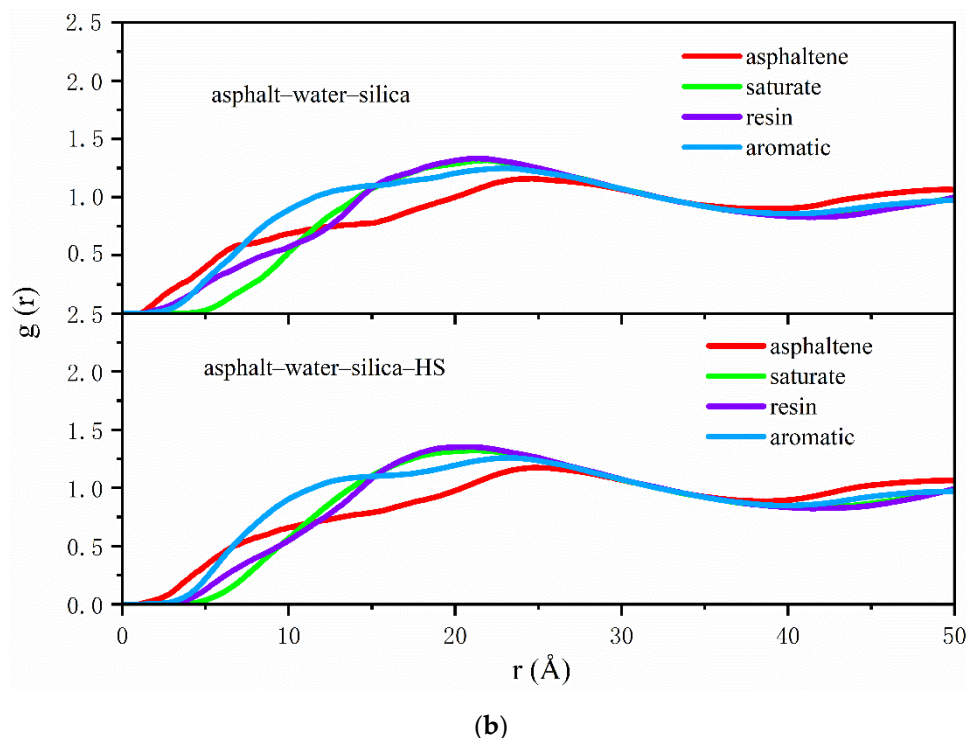 2.5
2.0
1.5
1.0
0.5
asphalt–water–silica
asphaltene
saturate
resin
aromatic
g (r)
2.5
2.0
1.5
1.0
0.5
0.0
asphalt–water–silica–HS
asphaltene
saturate
resin
aromatic
0 10 20 30 40 50
r (Å)
(b)